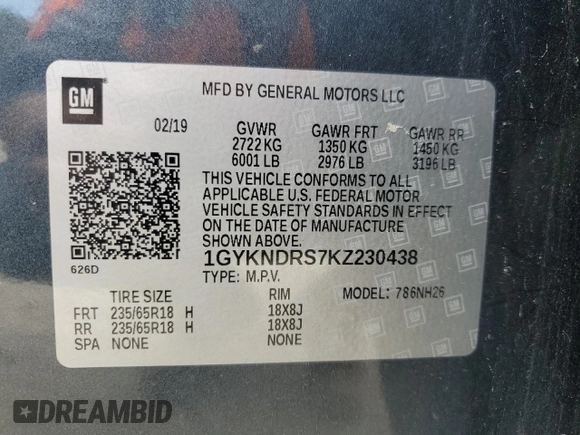 GM
MFD BY GENERAL MOTORS LLC
02/19 GVWR GAWR FRT GAWR RR
2722 KG 1350 KG 1450 KG
6001 LB 2976 LB 3196 LB
THIS VEHICLE CONFORMS TO ALL
APPLICABLE U.S. FEDERAL MOTOR
VEHICLE SAFETY STANDARDS IN EFFECT
ON THE DATE OF MANUFACTURE
SHOWN ABOVE.
626D
1GYKNDRS7KZ230438
TYPE: M.P.V.
TIRE SIZE RIM MODEL: 786NH26
FRT 235/65R18 H 18X8J
RR 235/65R18 H 18X8J
SPA NONE NONE
DREAMBID